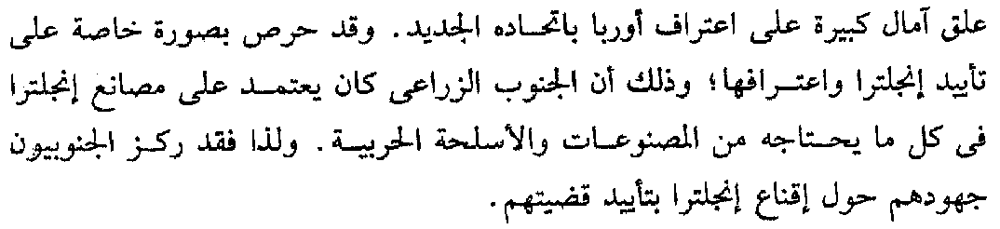 علق آمال كبيرة على اعتراف أوربا باتحاده الجديد. وقد حرص بصورة خاصة على
تأييد إنجلترا واعترافها؛ وذلك أن الجنوب الزراعى كان يعتمد على مصانع إنجلترا
فى كل ما يحتاجه من المصنوعات والأسلحة الحربية. ولذا فقد ركز الجنوبيون
جهودهم حول إقناع إنجلترا بتأييد قضيتهم.